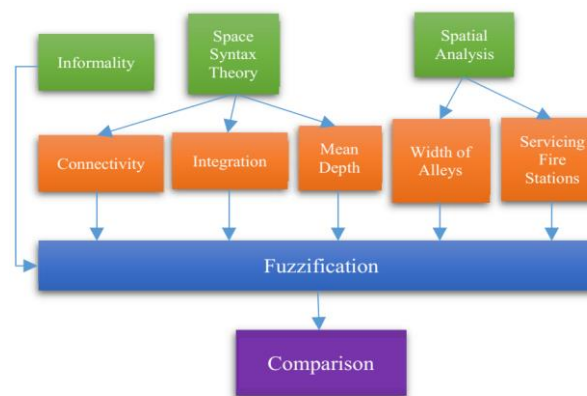 Informality
Space
Syntax
Theory
Spatial
Analysis
Connectivity
Integration
Mean
Depth
Width of
Alleys
Servicing
Fire
Stations
Fuzzification
Comparison